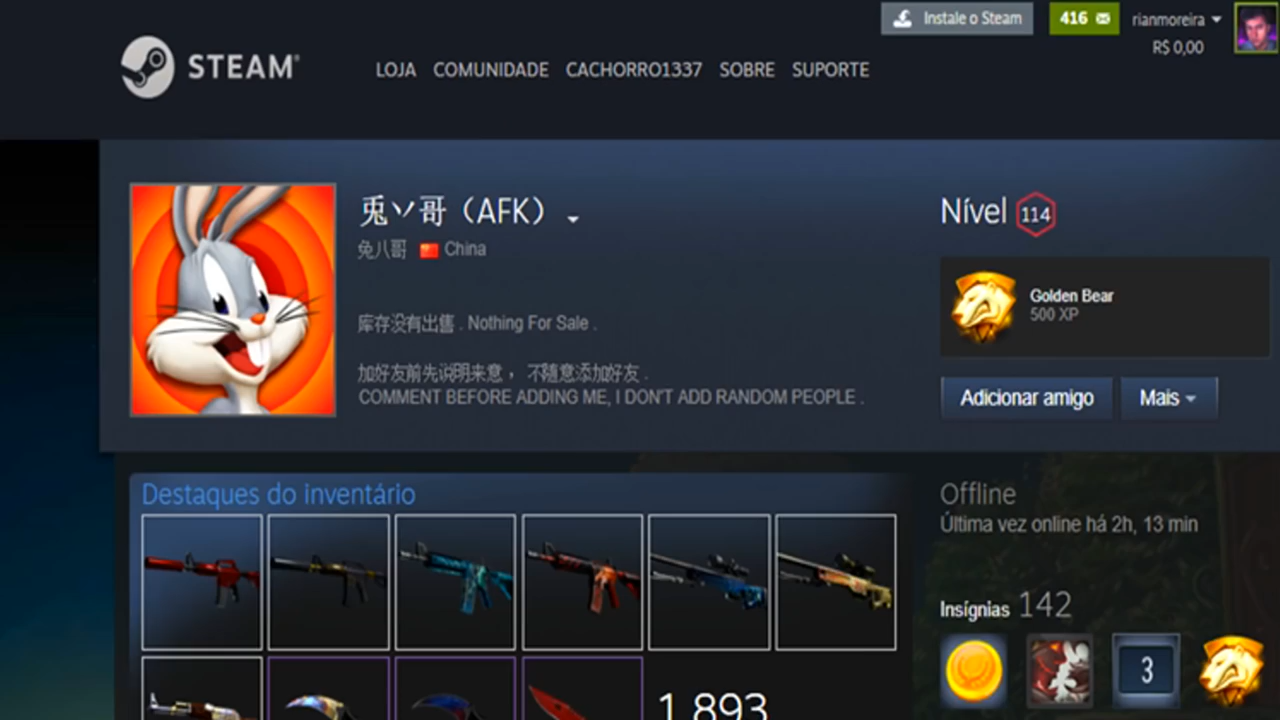 Instale o Steam
416
rianmoreira
R$ 0,00
STEAM®
LOJA COMUNIDADE CACHORRO1337 SOBRE SUPORTE
兎丷哥（AFK）
兔八哥 China
库存没有出售 . Nothing For Sale .
加好友前先说明来意， 不随意添加好友 .
COMMENT BEFORE ADDING ME, I DON'T ADD RANDOM PEOPLE .
Nível 114
Golden Bear
500 XP
Adicionar amigo
Mais
Destaques do inventário
1,893
Offline
Última vez online há 2h, 13 min
Insígnias 142
3